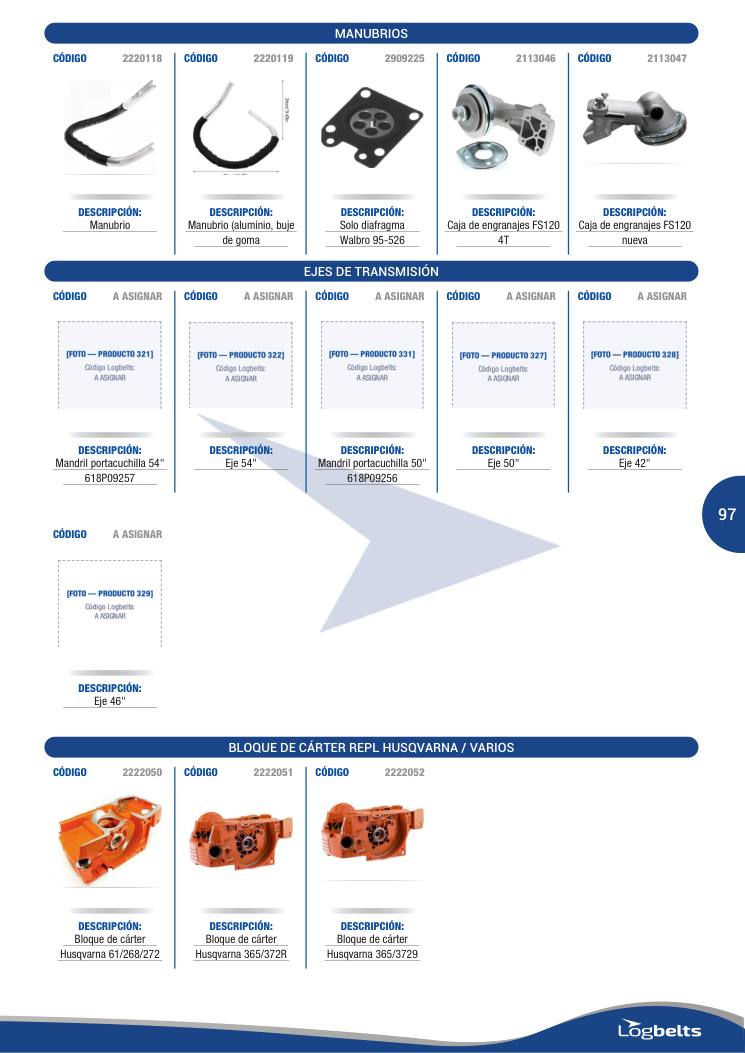 MANUBRIOS
CÓDIGO 2220118
CÓDIGO 2220119
CÓDIGO 2909225
CÓDIGO 2113046
CÓDIGO 2113047
DESCRIPCIÓN:
Manubrio
DESCRIPCIÓN:
Manubrio (aluminio, buje
de goma
DESCRIPCIÓN:
Solo diafragma
Walbro 95-526
DESCRIPCIÓN:
Caja de engranajes FS120
4T
DESCRIPCIÓN:
Caja de engranajes FS120
nueva
EJES DE TRANSMISIÓN
CÓDIGO A ASIGNAR
CÓDIGO A ASIGNAR
CÓDIGO A ASIGNAR
CÓDIGO A ASIGNAR
CÓDIGO A ASIGNAR
[FOTO — PRODUCTO 321]
Código Logbelts:
A ASIGNAR
[FOTO — PRODUCTO 322]
Código Logbelts:
A ASIGNAR
[FOTO — PRODUCTO 331]
Código Logbelts:
A ASIGNAR
[FOTO — PRODUCTO 327]
Código Logbelts:
A ASIGNAR
[FOTO — PRODUCTO 328]
Código Logbelts:
A ASIGNAR
DESCRIPCIÓN:
Mandril portacuchilla 54"
618P09257
DESCRIPCIÓN:
Eje 54"
DESCRIPCIÓN:
Mandril portacuchilla 50"
618P09256
DESCRIPCIÓN:
Eje 50"
DESCRIPCIÓN:
Eje 42"
97
CÓDIGO A ASIGNAR
[FOTO — PRODUCTO 329]
Código Logbelts:
A ASIGNAR
DESCRIPCIÓN:
Eje 46"
BLOQUE DE CÁRTER REPL HUSQVARNA / VARIOS
CÓDIGO 2222050
CÓDIGO 2222051
CÓDIGO 2222052
DESCRIPCIÓN:
Bloque de cárter
Husqvarna 61/268/272
DESCRIPCIÓN:
Bloque de cárter
Husqvarna 365/372R
DESCRIPCIÓN:
Bloque de cárter
Husqvarna 365/3729
Logbelts